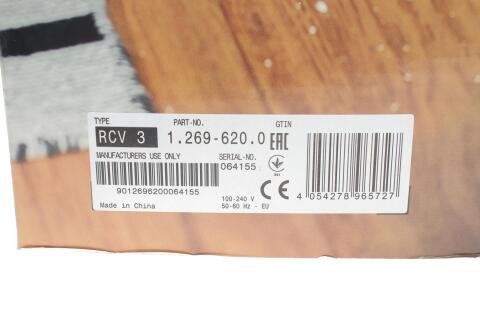 TYPE PART-NO. GTIN
RCV 3 1.269-620.0 EAC
MANUFACTURERS USE ONLY SERIAL-NO.
064155
9012696200064155
Made in China
100-240 V
50-60 Hz - EU
CE
4 054278 965727